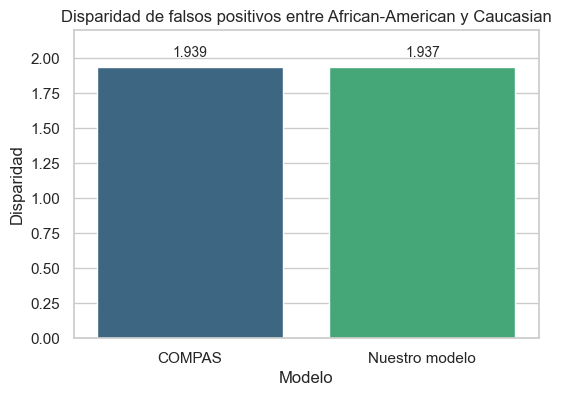 Disparidad de falsos positivos entre African-American y Caucasian
2.00
1.75
1.50
1.25
1.00
0.75
0.50
0.25
0.00
Disparidad
1.939
1.937
COMPAS
Nuestro modelo
Modelo